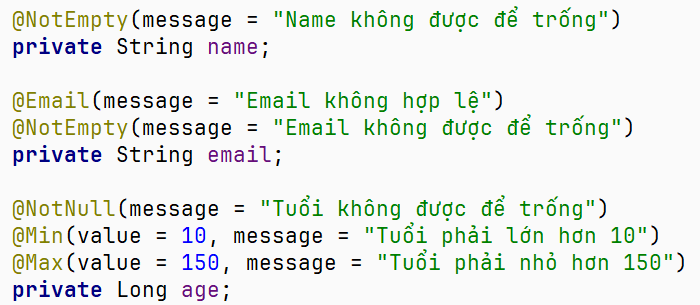 @NotEmpty(message = "Name không được để trống")
private String name;
@Email(message = "Email không hợp lệ")
@NotEmpty(message = "Email không được để trống")
private String email;
@NotNull(message = "Tuổi không được để trống")
@Min(value = 10, message = "Tuổi phải lớn hơn 10")
@Max(value = 150, message = "Tuổi phải nhỏ hơn 150")
private Long age;